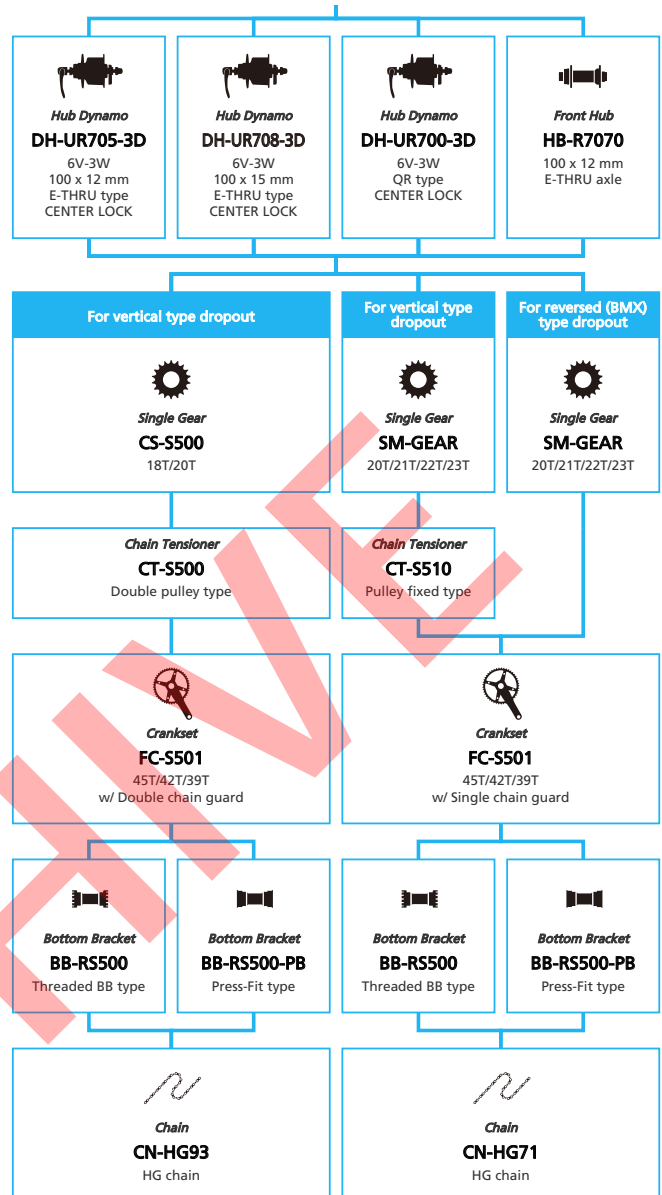 Hub Dynamo
DH-UR705-3D
6V-3W
100 x 12 mm
E-THRU type
CENTER LOCK
Hub Dynamo
DH-UR708-3D
6V-3W
100 x 15 mm
E-THRU type
CENTER LOCK
Hub Dynamo
DH-UR700-3D
6V-3W
QR type
CENTER LOCK
Front Hub
HB-R7070
100 x 12 mm
E-THRU axle
For vertical type dropout
Single Gear
CS-S500
18T/20T
For vertical type
dropout
Single Gear
SM-GEAR
20T/21T/22T/23T
For reversed (BMX)
type dropout
Single Gear
SM-GEAR
20T/21T/22T/23T
Chain Tensioner
CT-S500
Double pulley type
Chain Tensioner
CT-S510
Pulley fixed type
Crankset
FC-S501
45T/42T/39T
w/ Double chain guard
Crankset
FC-S501
45T/42T/39T
w/ Single chain guard
Bottom Bracket
BB-RS500
Threaded BB type
Bottom Bracket
BB-RS500-PB
Press-Fit type
Bottom Bracket
BB-RS500
Threaded BB type
Bottom Bracket
BB-RS500-PB
Press-Fit type
Chain
CN-HG93
HG chain
Chain
CN-HG71
HG chain
HIVE